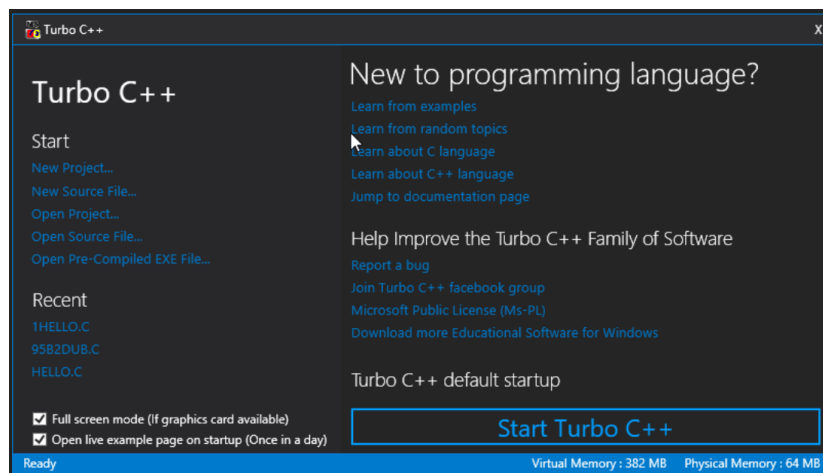 Turbo C++
X
Turbo C++
Start
New Project...
New Source File...
Open Project...
Open Source File...
Open Pre-Compiled EXE File...
Recent
1HELLO.C
95B2DUB.C
HELLO.C
Full screen mode (If graphics card available)
Open live example page on startup (Once in a day)
New to programming language?
Learn from examples
Learn from random topics
Learn about C language
Learn about C++ language
Jump to documentation page
Help Improve the Turbo C++ Family of Software
Report a bug
Join Turbo C++ facebook group
Microsoft Public License (Ms-PL)
Download more Educational Software for Windows
Turbo C++ default startup
Start Turbo C++
Ready
Virtual Memory : 382 MB
Physical Memory : 64 MB